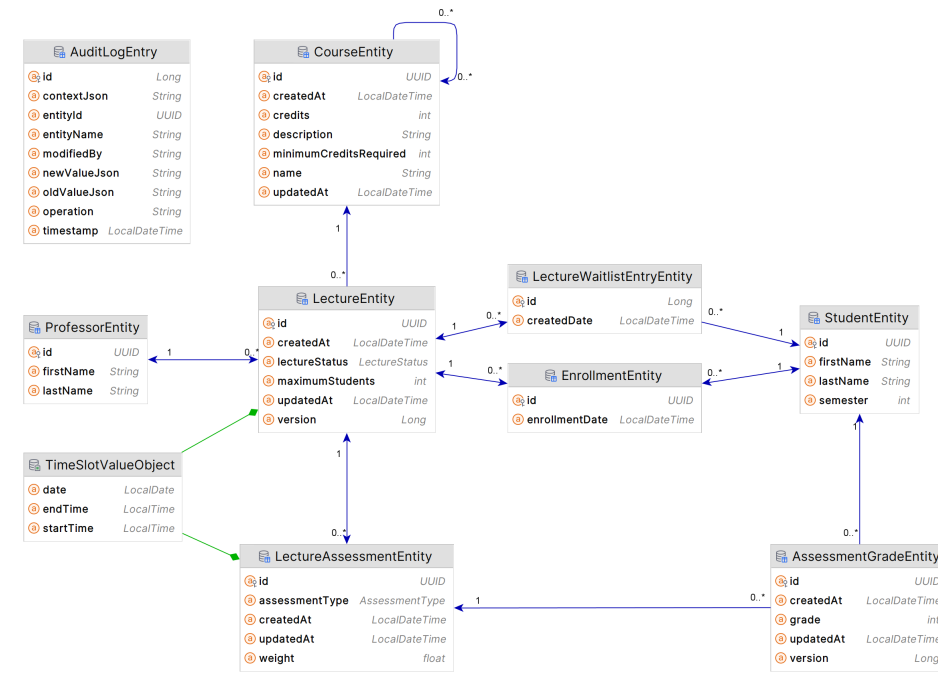 0..*
0..*
AuditLogEntry
id Long
contextJson String
entityId UUID
entityName String
modifiedBy String
newValueJson String
oldValueJson String
operation String
timestamp LocalDateTime
CourseEntity
id UUID
createdAt LocalDateTime
credits int
description String
minimumCreditsRequired int
name String
updatedAt LocalDateTime
1
0..*
LectureEntity
id UUID
createdAt LocalDateTime
lectureStatus LectureStatus
maximumStudents int
updatedAt LocalDateTime
version Long
ProfessorEntity
id UUID
firstName String
lastName String
1
0..*
LectureWaitlistEntryEntity
id Long
createdDate LocalDateTime
1
0..*
0..*
1
EnrollmentEntity
id UUID
enrollmentDate LocalDateTime
1
0..*
0..*
1
StudentEntity
id UUID
firstName String
lastName String
semester int
TimeSlotValueObject
date LocalDate
endTime LocalTime
startTime LocalTime
1
0..*
1
0..*
LectureAssessmentEntity
id UUID
assessmentType AssessmentType
createdAt LocalDateTime
updatedAt LocalDateTime
weight float
1
0..*
AssessmentGradeEntity
id UUID
createdAt LocalDateTime
grade int
updatedAt LocalDateTime
version Long